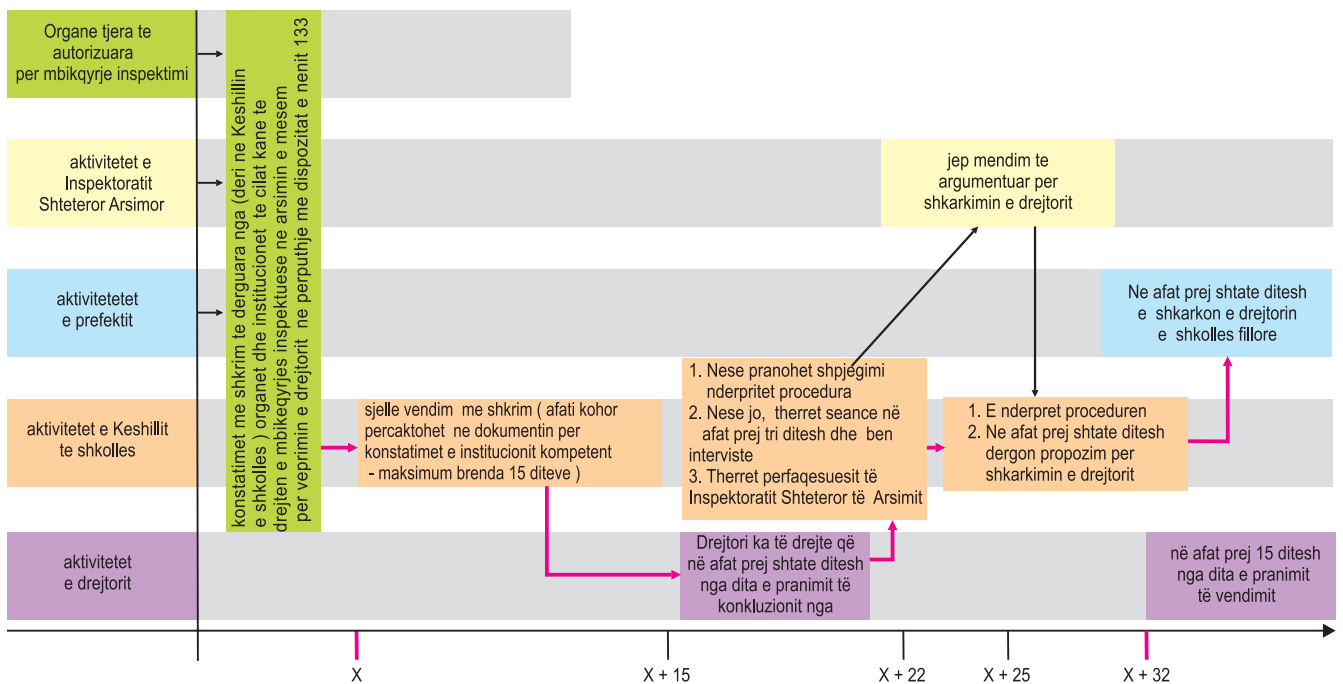 Organe tjera te
autorizuara
per mbikqyrje inspektimi
konstatimet me shkrim te derguara nga (deri ne Keshillin
e shkolles ) organet dhe institucionet te cilat kane te
drejten e mbikeqyrjes inspektuese ne arsimin e mesem
per veprimin e drejtorit ne perputhje me dispozitat e nenit 133
aktivitetet e
Inspektoratit
Shteteror Arsimor
jep mendim te
argumentuar per
shkarkimin e drejtorit
aktivitetetet
e prefektit
Ne afat prej shtate ditesh
e shkarkon e drejtorin
e shkolles fillore
aktivitetet e Keshillit
te shkolles
sjelle vendim me shkrim ( afati kohor
percaktohet ne dokumentin per
konstatimet e institucionit kompetent
- maksimum brenda 15 diteve )
1. Nese pranohet shpjegimi
nderpritet procedura
2. Nese jo, therret seance në
afat prej tri ditesh dhe ben
interviste
3. Therret perfaqesuesit të
Inspektoratit Shteteror të Arsimit
1. E nderpret proceduren
2. Ne afat prej shtate ditesh
dergon propozim per
shkarkimin e drejtorit
aktivitetet
e drejtorit
Drejtori ka të drejte që
në afat prej shtate ditesh
nga dita e pranimit të
konkluzionit nga
në afat prej 15 ditesh
nga dita e pranimit
të vendimit
X
X + 15
X + 22
X + 25
X + 32